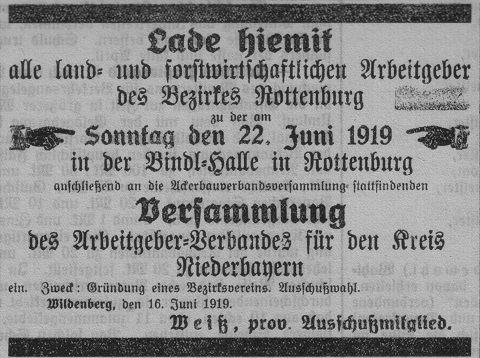 Lade hiemit
alle land- und forstwirtschaftlichen Arbeitgeber
des Bezirkes Rottenburg
zu der am
Sonntag den 22. Juni 1919
in der Bindl-Halle in Rottenburg
anschließend an die Ackerbauverbandsversammlung stattfindenden
Versammlung
des Arbeitgeber-Verbandes für den Kreis
Niederbayern
ein. Zweck: Gründung eines Bezirksvereins. Ausschußwahl.
Wildenberg, den 16. Juni 1919.
Weiß, prov. Ausschußmitglied.